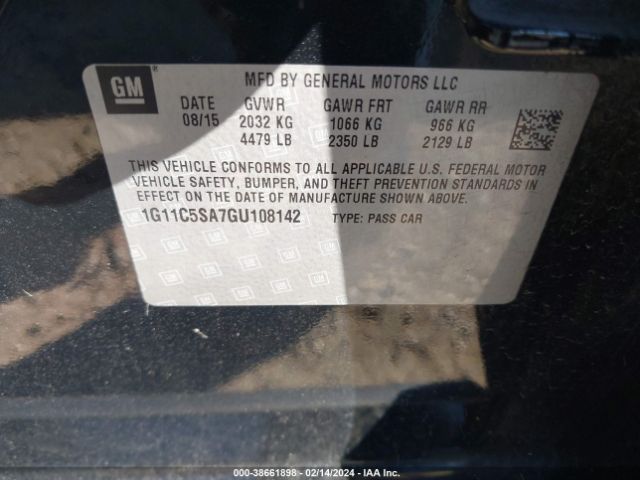 GM ®
MFD BY GENERAL MOTORS LLC
DATE GVWR GAWR FRT GAWR RR
08/15 2032 KG 1066 KG 966 KG
4479 LB 2350 LB 2129 LB
THIS VEHICLE CONFORMS TO ALL APPLICABLE U.S. FEDERAL MOTOR
VEHICLE SAFETY, BUMPER, AND THEFT PREVENTION STANDARDS IN
EFFECT ON THE DATE OF MANUFACTURE SHOWN ABOVE.
1G11C5SA7GU108142 TYPE: PASS CAR
000-38661898 - 02/14/2024 - IAA Inc.